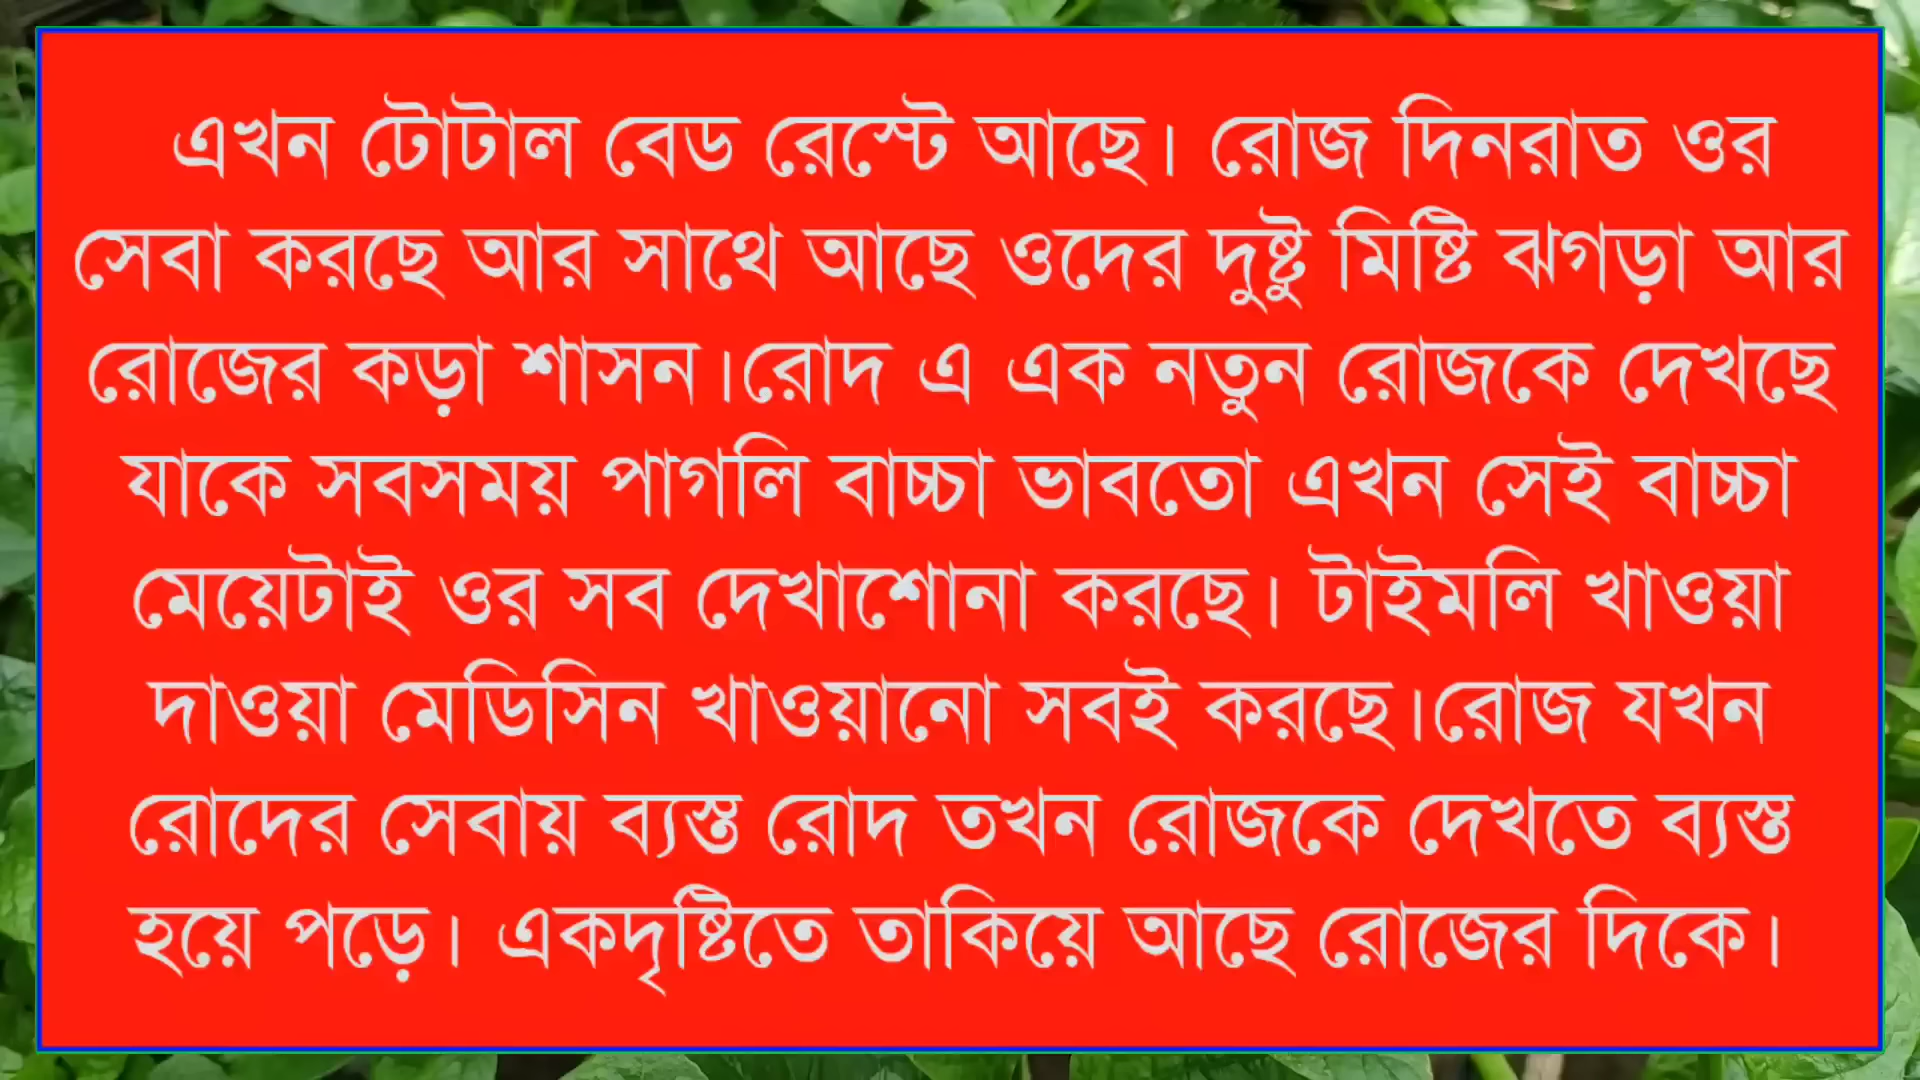 এখন টোটাল বেড রেস্টে আছে। রোজ দিনরাত ওর
সেবা করছে আর সাথে আছে ওদের দুষ্টু মিষ্টি ঝগড়া আর
রোজের কড়া শাসন।রোদ এ এক নতুন রোজকে দেখছে
যাকে সবসময় পাগলি বাচ্চা ভাবতো এখন সেই বাচ্চা
মেয়েটাই ওর সব দেখাশোনা করছে। টাইমলি খাওয়া
দাওয়া মেডিসিন খাওয়ানো সবই করছে।রোজ যখন
রোদের সেবায় ব্যস্ত রোদ তখন রোজকে দেখতে ব্যস্ত
হয়ে পড়ে। একদৃষ্টিতে তাকিয়ে আছে রোজের দিকে।